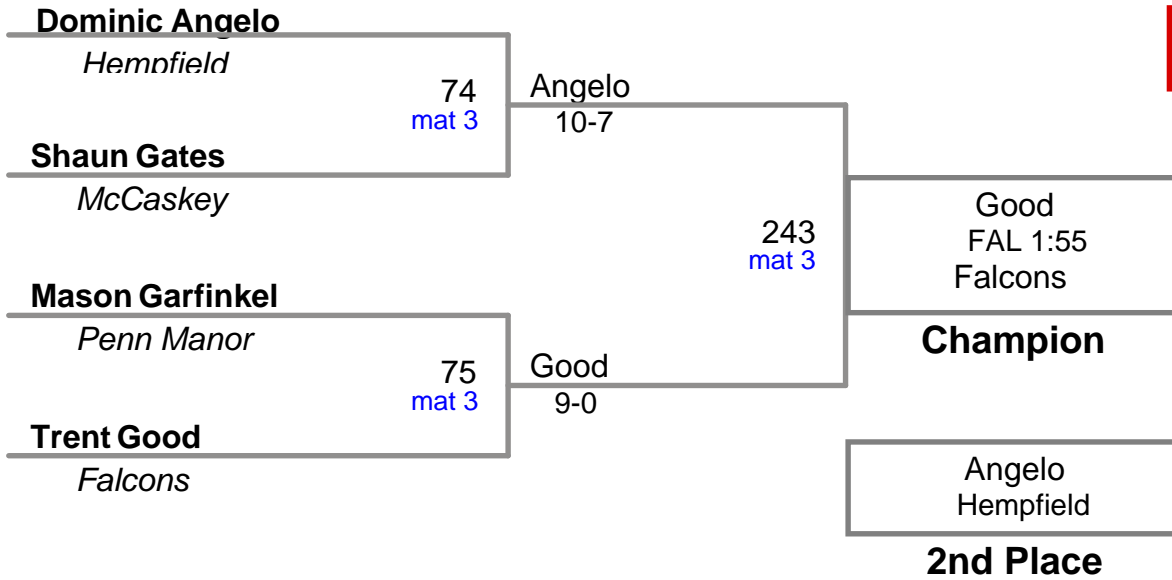 Dominic Angelo
Hempfield
74
mat 3
Angelo
10-7
Shaun Gates
McCaskey
243
mat 3
Good
FAL 1:55
Falcons
Champion
Mason Garfinkel
Penn Manor
75
mat 3
Good
9-0
Trent Good
Falcons
Angelo
Hempfield
2nd Place